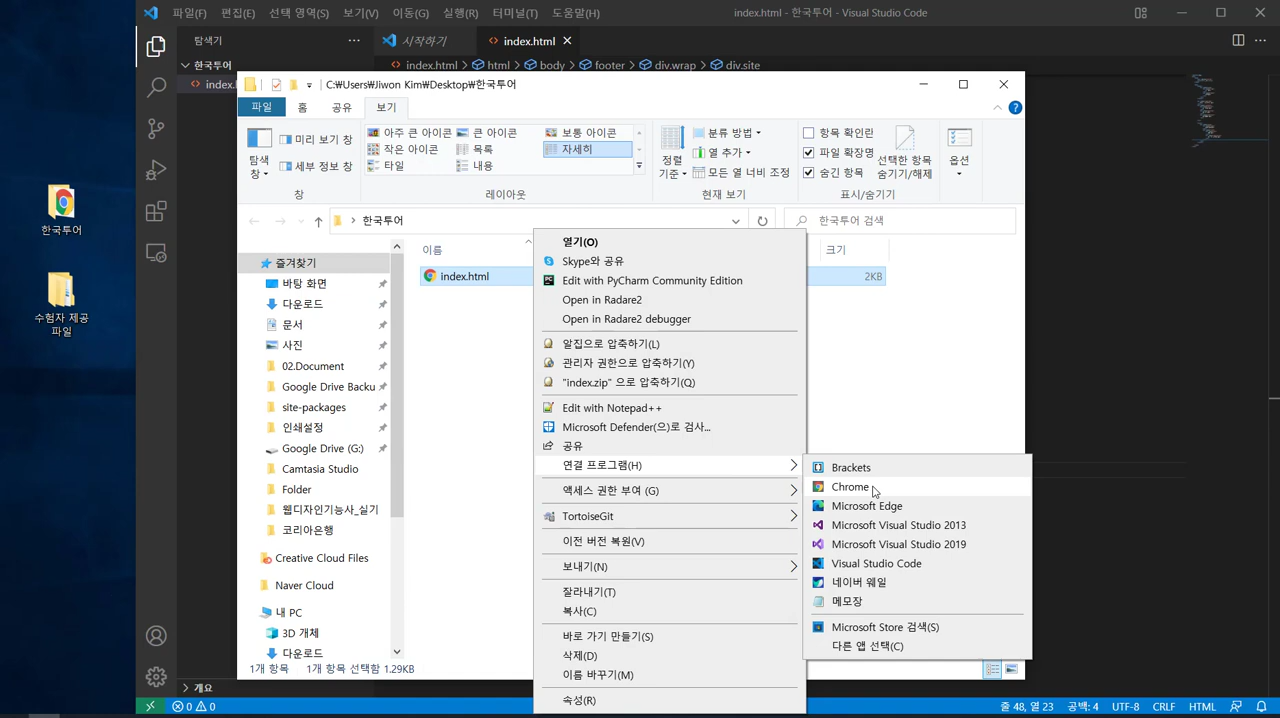 파일(F) 편집(E) 선택 영역(S) 보기(V) 이동(G) 실행(R) 터미널(T) 도움말(H) index.html - 한국투어 - Visual Studio Code
탐색기 시작하기 index.html
한국투어 index.html > html > body > footer > div.wrap > div.site
index.
C:￦Users￦Jiwon Kim￦Desktop￦한국투어
파일 홈 공유 보기
탐색 창
미리 보기 창
세부 정보 창
창
아주 큰 아이콘 큰 아이콘 보통 아이콘
작은 아이콘 목록 자세히
타일 내용
레이아웃
정렬 기준
분류 방법
열 추가
모든 열 너비 조정
현재 보기
항목 확인란
파일 확장명
숨긴 항목
선택한 항목 숨기기/해제
표시/숨기기
옵션
한국투어
한국투어 검색
이름 크기
index.html 2KB
즐겨찾기
바탕 화면
다운로드
문서
사진
02.Document
Google Drive Backu
site-packages
인쇄설정
Google Drive (G:)
Camtasia Studio
Folder
웹디자인기능사_실기
코리아은행
Creative Cloud Files
Naver Cloud
내 PC
3D 개체
다운로드
1개 항목 1개 항목 선택함 1.29KB
열기(O)
Skype와 공유
Edit with PyCharm Community Edition
Open in Radare2
Open in Radare2 debugger
알집으로 압축하기(L)
관리자 권한으로 압축하기(Y)
"index.zip" 으로 압축하기(Q)
Edit with Notepad++
Microsoft Defender(으)로 검사...
공유
연결 프로그램(H)
액세스 권한 부여 (G)
TortoiseGit
이전 버전 복원(V)
보내기(N)
잘라내기(T)
복사(C)
바로 가기 만들기(S)
삭제(D)
이름 바꾸기(M)
속성(R)
Brackets
Chrome
Microsoft Edge
Microsoft Visual Studio 2013
Microsoft Visual Studio 2019
Visual Studio Code
네이버 웨일
메모장
Microsoft Store 검색(S)
다른 앱 선택(C)
한국투어
수험자 제공
파일
개요
0 0 줄 48, 열 23 공백: 4 UTF-8 CRLF HTML